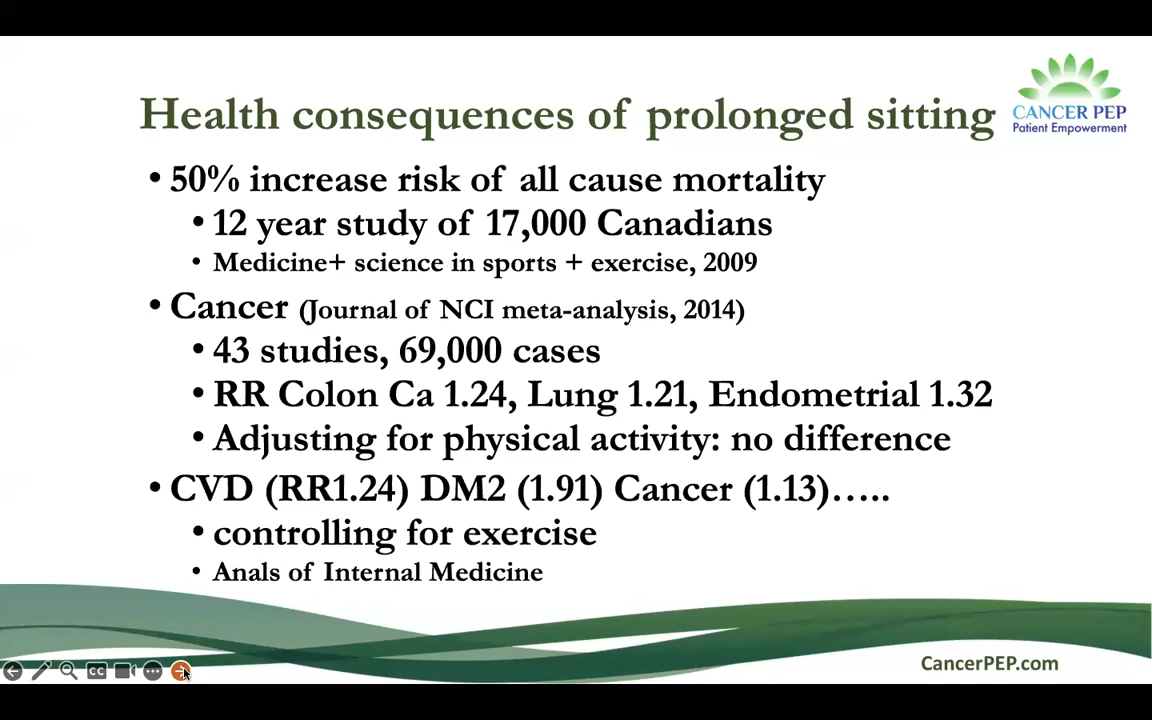 Health consequences of prolonged sitting
CANCER PEP
Patient Empowerment
• 50% increase risk of all cause mortality
• 12 year study of 17,000 Canadians
• Medicine+ science in sports + exercise, 2009
• Cancer (Journal of NCI meta-analysis, 2014)
• 43 studies, 69,000 cases
• RR Colon Ca 1.24, Lung 1.21, Endometrial 1.32
• Adjusting for physical activity: no difference
• CVD (RR1.24) DM2 (1.91) Cancer (1.13)…..
• controlling for exercise
• Anals of Internal Medicine
CC
CancerPEP.com